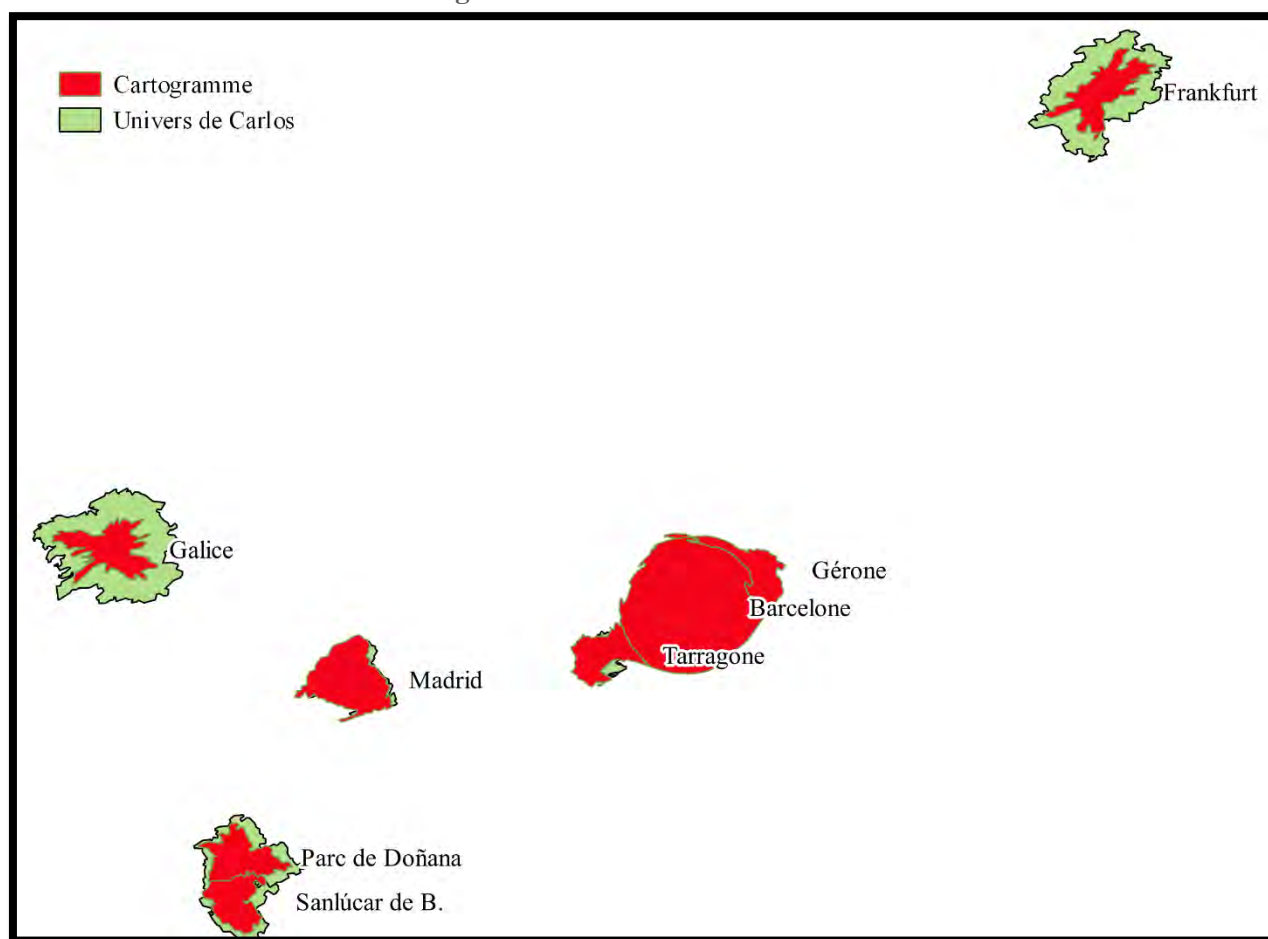 Cartogramme
Univers de Carlos
Frankfurt
Galice
Gérone
Barcelone
Tarragone
Madrid
Parc de Doñana
Sanlúcar de B.